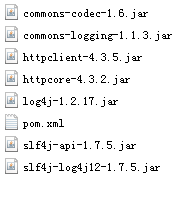 commons-codec-1.6.jar
commons-logging-1.1.3.jar
httpclient-4.3.5.jar
httpcore-4.3.2.jar
log4j-1.2.17.jar
pom.xml
slf4j-api-1.7.5.jar
slf4j-log4j12-1.7.5.jar